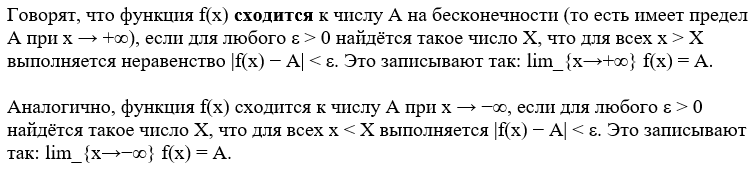 Говорят, что функция f(x) сходится к числу A на бесконечности (то есть имеет предел
A при x → +∞), если для любого ε > 0 найдётся такое число X, что для всех x > X
выполняется неравенство |f(x) − A| < ε. Это записывают так: lim_{x→+∞} f(x) = A.

Аналогично, функция f(x) сходится к числу A при x → −∞, если для любого ε > 0
найдётся такое число X, что для всех x < X выполняется |f(x) − A| < ε. Это записывают
так: lim_{x→−∞} f(x) = A.